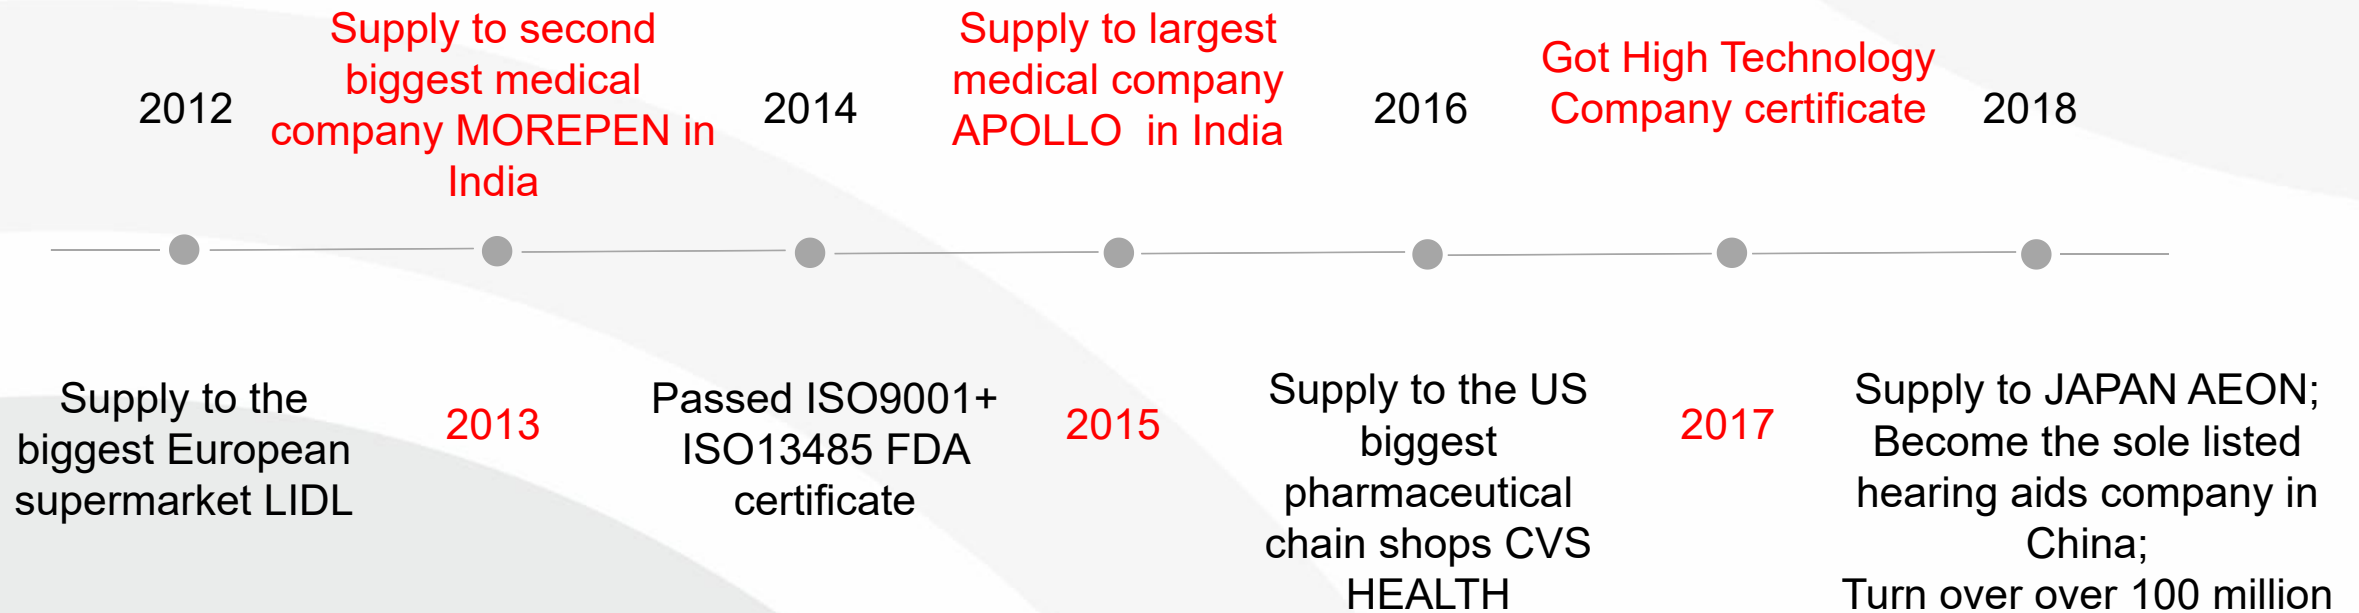 2012
Supply to the
biggest European
supermarket LIDL
Supply to second
biggest medical
company MOREPEN in
India
2013
2014
Passed ISO9001+
ISO13485 FDA
certificate
Supply to largest
medical company
APOLLO  in India
2015
2016
Supply to the US
biggest
pharmaceutical
chain shops CVS
HEALTH
Got High Technology
Company certificate
2017
2018
Supply to JAPAN AEON;
Become the sole listed
hearing aids company in
China;
Turn over over 100 million